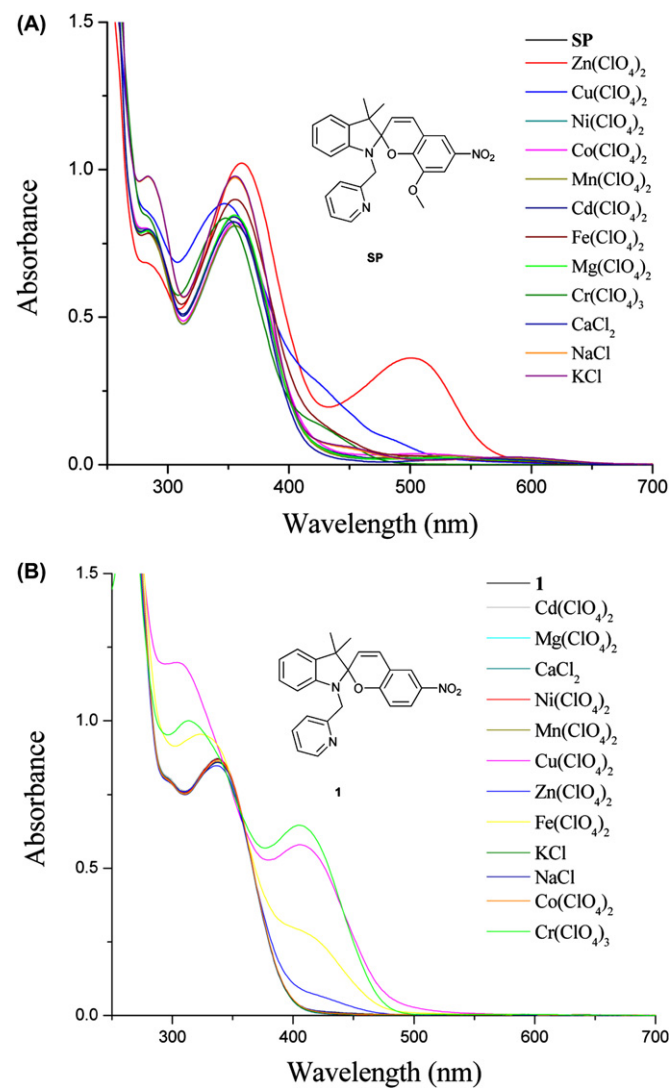 (A)
1.5
1.0
0.5
0.0
Absorbance
300
400
500
600
700
Wavelength (nm)
SP
Zn(ClO₄)₂
Cu(ClO₄)₂
Ni(ClO₄)₂
Co(ClO₄)₂
Mn(ClO₄)₂
Cd(ClO₄)₂
Fe(ClO₄)₂
Mg(ClO₄)₂
Cr(ClO₄)₃
CaCl₂
NaCl
KCl
N
O
NO₂
O
N
SP
(B)
1.5
1.0
0.5
0.0
Absorbance
300
400
500
600
700
Wavelength (nm)
1
Cd(ClO₄)₂
Mg(ClO₄)₂
CaCl₂
Ni(ClO₄)₂
Mn(ClO₄)₂
Cu(ClO₄)₂
Zn(ClO₄)₂
Fe(ClO₄)₂
KCl
NaCl
Co(ClO₄)₂
Cr(ClO₄)₃
N
O
NO₂
N
1